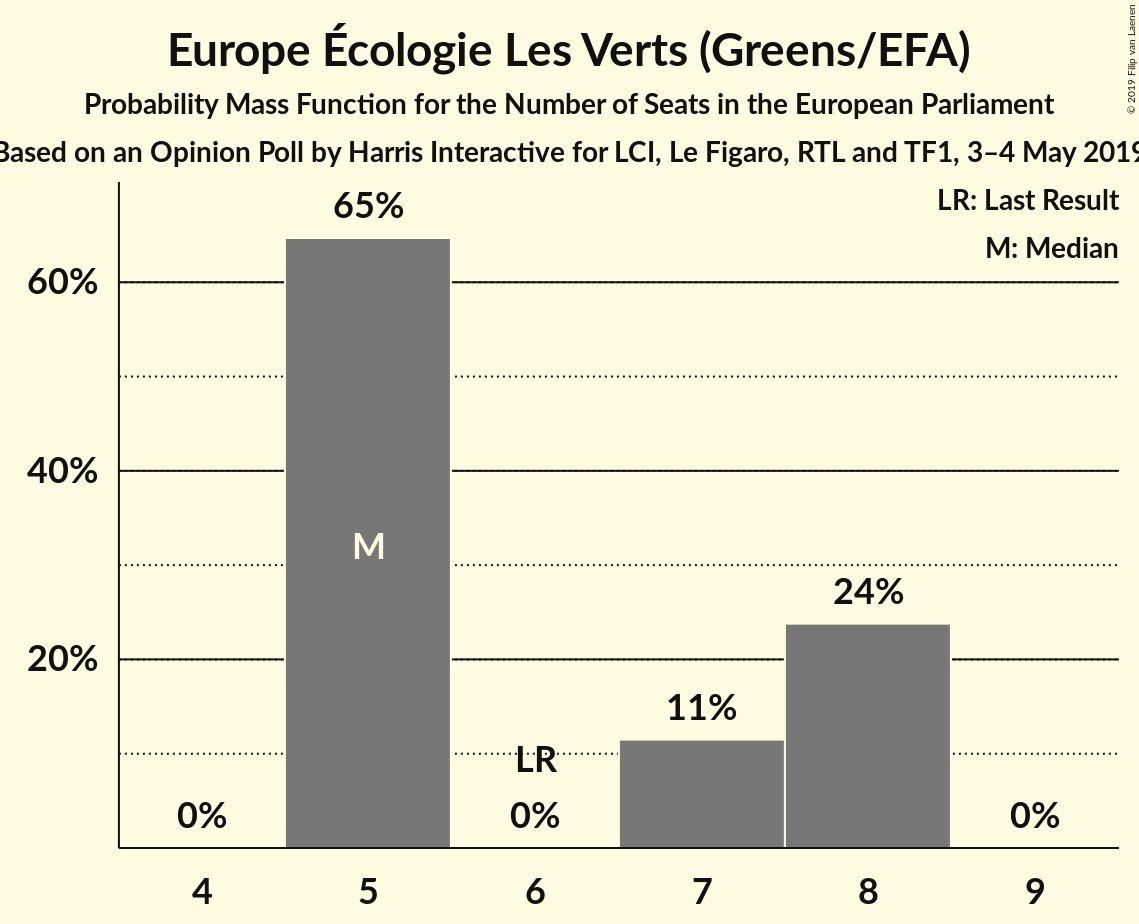 Europe Écologie Les Verts (Greens/EFA)
Probability Mass Function for the Number of Seats in the European Parliament
Based on an Opinion Poll by Harris Interactive for LCI, Le Figaro, RTL and TF1, 3–4 May 2019
© 2019 Filip van Laenen
LR: Last Result
M: Median
65%
60%
40%
M
24%
20%
11%
LR
0%
0%
0%
4 5 6 7 8 9